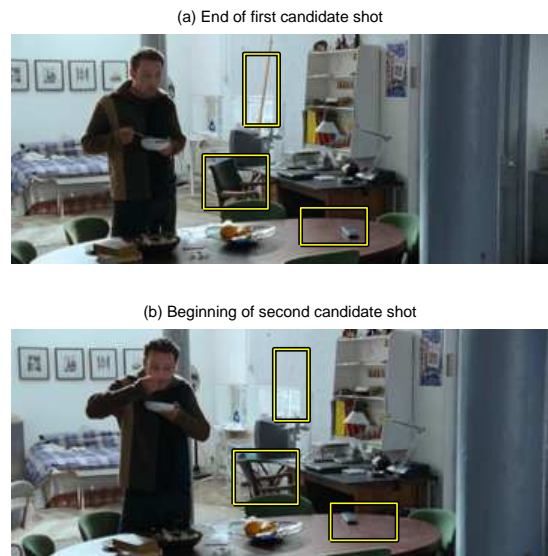 (a) End of first candidate shot
(b) Beginning of second candidate shot